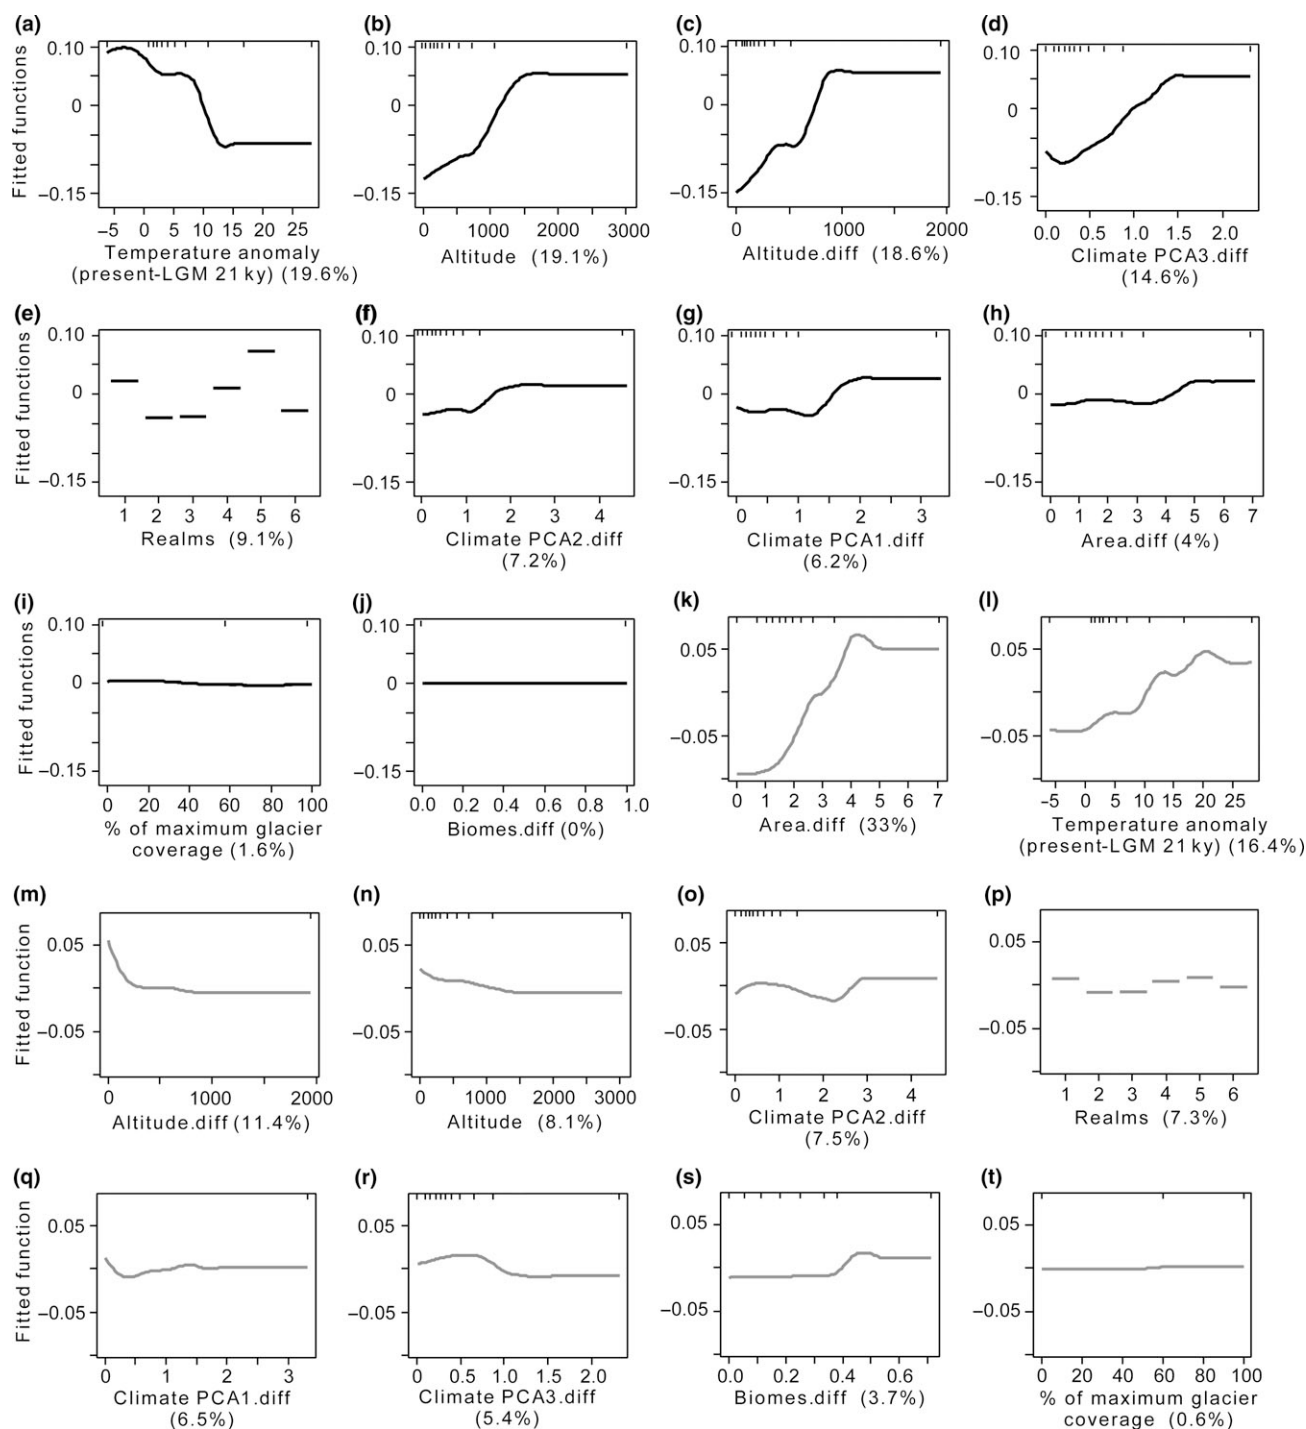 (a) (b) (c) (d)
Fitted functions
0.10 0.10 0.10 0.10
0 0 0 0
−0.15 −0.15 −0.15 −0.15
−5 0 5 10 15 20 25
0 1000 2000 3000
0 1000 2000
0.0 0.5 1.0 1.5 2.0
Temperature anomaly
(present-LGM 21 ky) (19.6%)
Altitude (19.1%)
Altitude.diff (18.6%)
Climate PCA3.diff
(14.6%)
(e) (f) (g) (h)
Fitted functions
0.10 0.10 0.10 0.10
0 0 0 0
−0.15 −0.15 −0.15 −0.15
1 2 3 4 5 6
0 1 2 3 4
0 1 2 3
0 1 2 3 4 5 6 7
Realms (9.1%)
Climate PCA2.diff
(7.2%)
Climate PCA1.diff
(6.2%)
Area.diff (4%)
(i) (j) (k) (l)
Fitted functions
0.10 0.10 0.05 0.05
0 0
−0.15 −0.15 −0.05 −0.05
0 20 40 60 80 100
0.0 0.2 0.4 0.6 0.8 1.0
0 1 2 3 4 5 6 7
−5 0 5 10 15 20 25
% of maximum glacier
coverage (1.6%)
Biomes.diff (0%)
Area.diff (33%)
Temperature anomaly
(present-LGM 21 ky) (16.4%)
(m) (n) (o) (p)
Fitted function
0.05 0.05 0.05 0.05
−0.05 −0.05 −0.05 −0.05
0 1000 2000
0 1000 2000 3000
0 1 2 3 4
1 2 3 4 5 6
Altitude.diff (11.4%)
Altitude (8.1%)
Climate PCA2.diff
(7.5%)
Realms (7.3%)
(q) (r) (s) (t)
Fitted function
0.05 0.05 0.05 0.05
−0.05 −0.05 −0.05 −0.05
0 1 2 3
0.0 0.5 1.0 1.5 2.0
0.0 0.2 0.4 0.6
0 20 40 60 80 100
Climate PCA1.diff
(6.5%)
Climate PCA3.diff
(5.4%)
Biomes.diff (3.7%)
% of maximum glacier
coverage (0.6%)